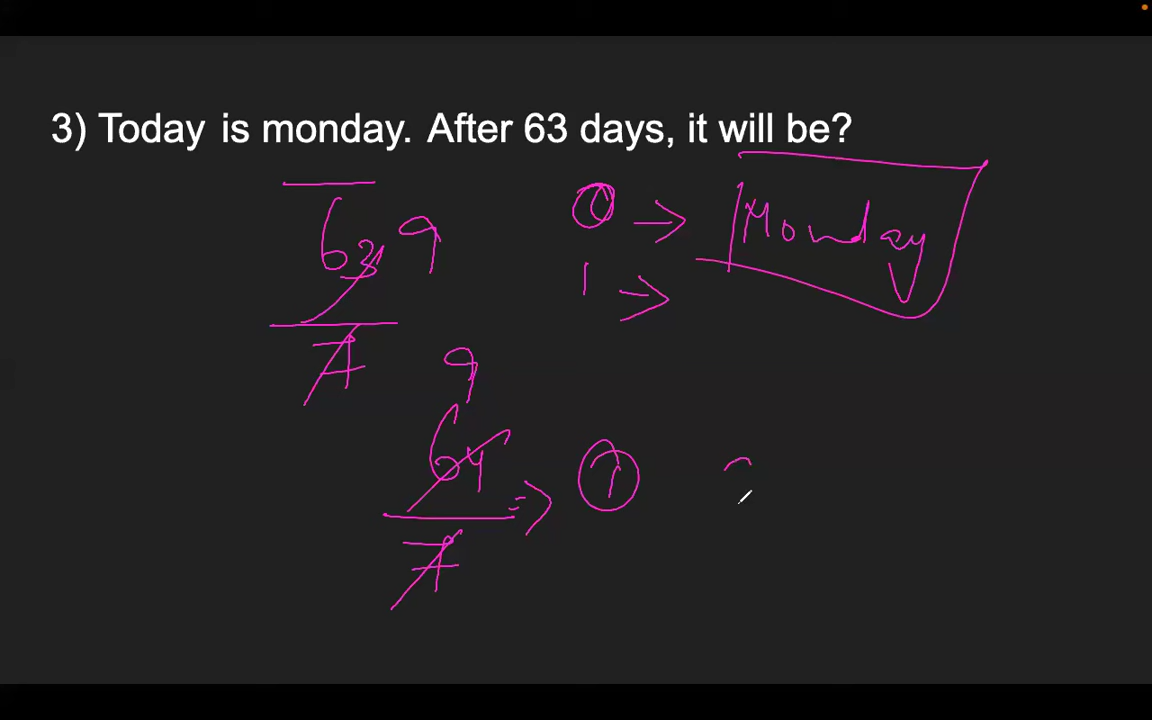 3) Today is monday. After 63 days, it will be?
63 9
7
0 → Monday
1 →
9
64 ⇒ 1
7